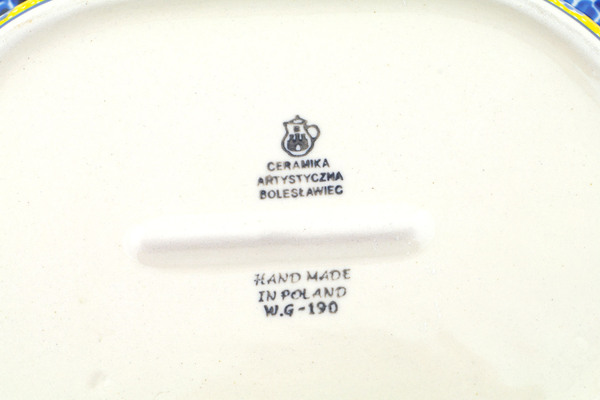 CERAMIKA
ARTYSTYCZNA
BOLESŁAWIEC
HAND MADE
IN POLAND
W.G-190